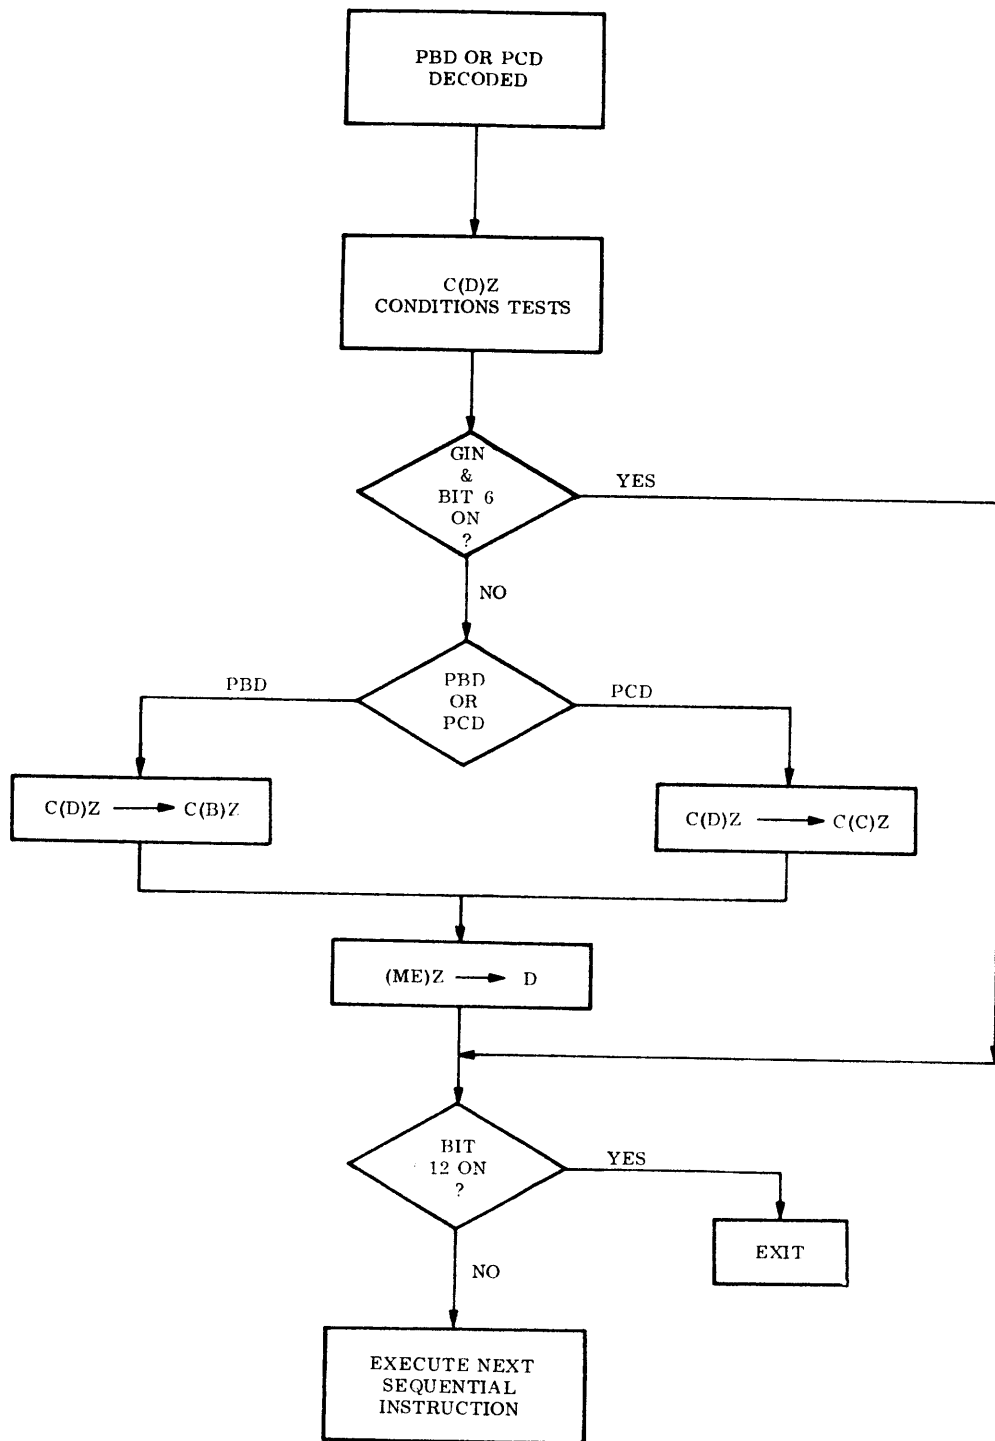 PBD OR PCD
DECODED
C(D)Z
CONDITIONS TESTS
GIN
&
BIT 6
ON
?
YES
NO
PBD
OR
PCD
PBD
PCD
C(D)Z → C(B)Z
C(D)Z → C(C)Z
(ME)Z → D
BIT
12 ON
?
YES
EXIT
NO
EXECUTE NEXT
SEQUENTIAL
INSTRUCTION